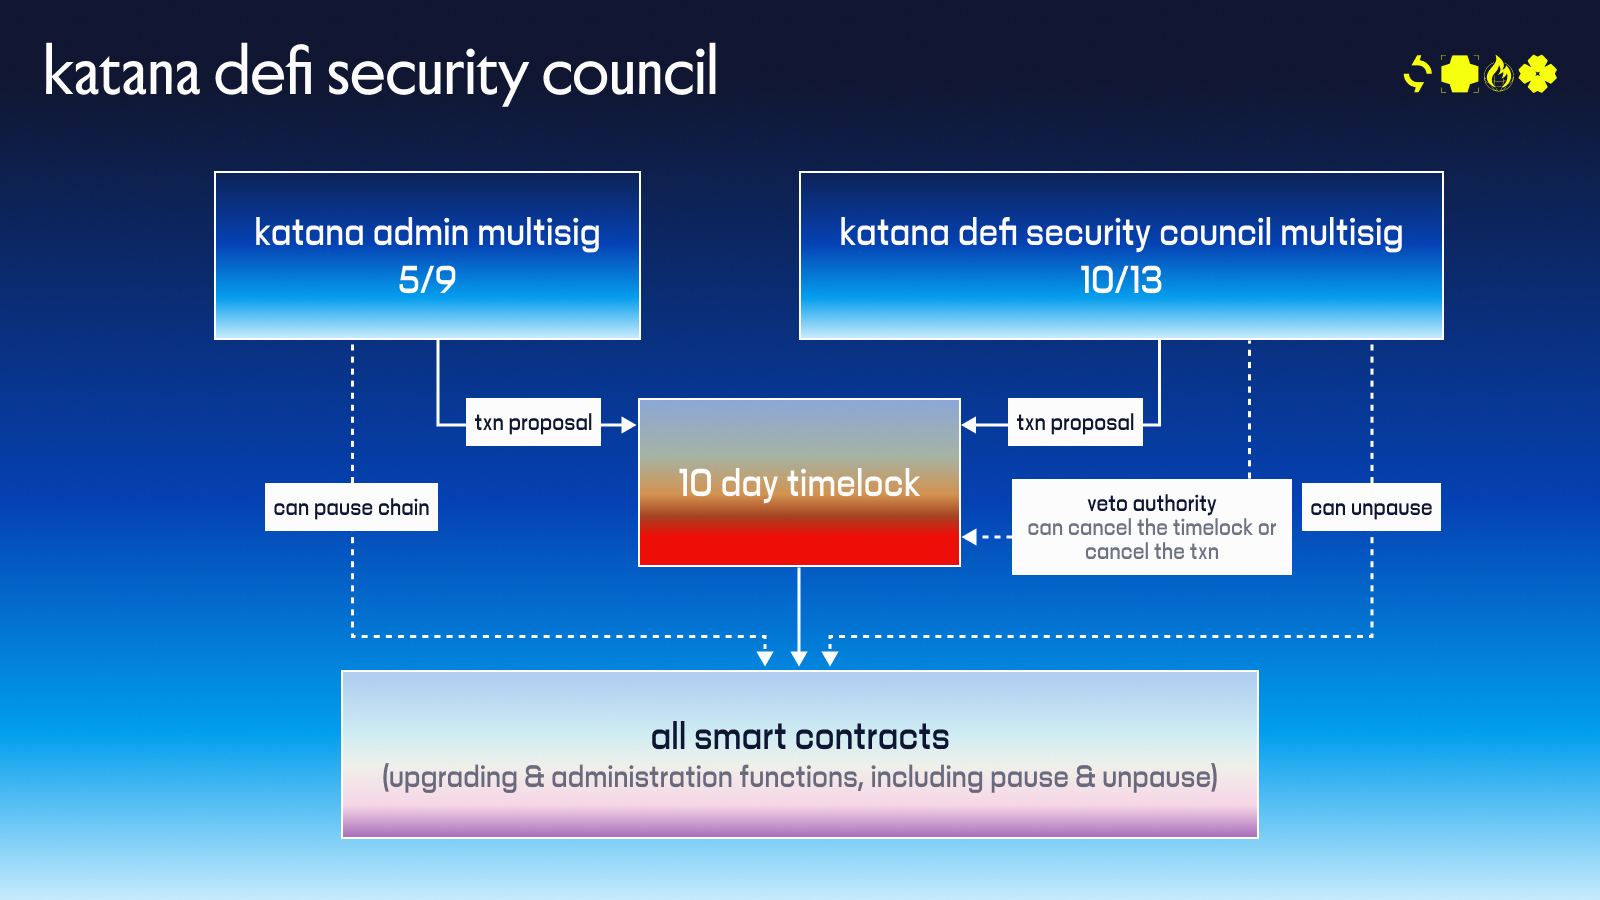 katana defi security council
katana admin multisig
5/9
katana defi security council multisig
10/13
txn proposal
txn proposal
10 day timelock
can pause chain
veto authority
can cancel the timelock or
cancel the txn
can unpause
all smart contracts
(upgrading & administration functions, including pause & unpause)